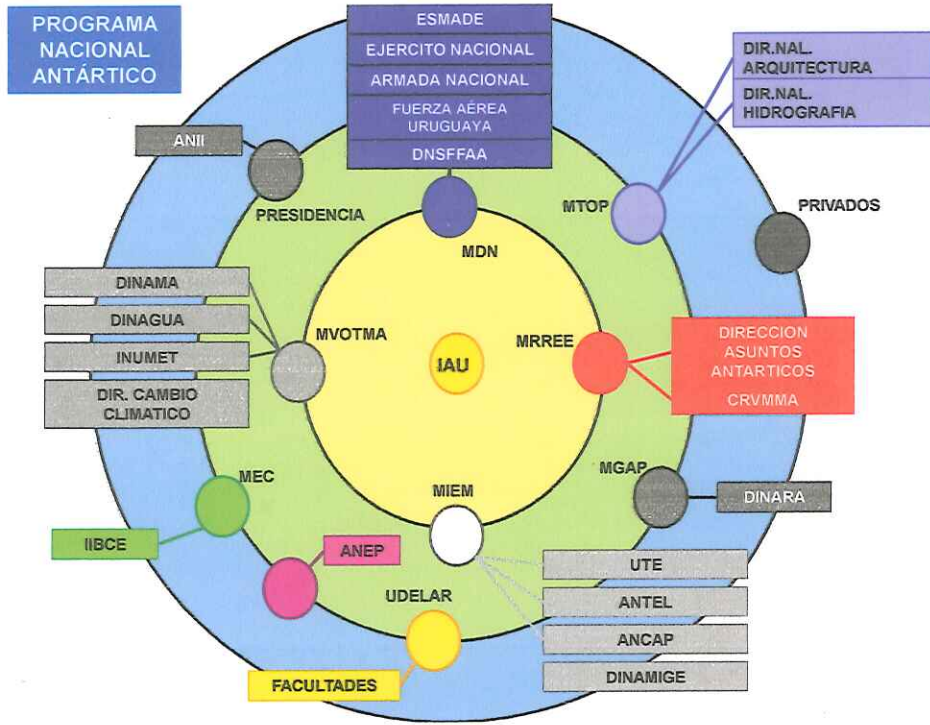 PROGRAMA
NACIONAL
ANTÁRTICO
ESMADE
EJERCITO NACIONAL
ARMADA NACIONAL
FUERZA AÉREA
URUGUAYA
DNSFFAA
DIR.NAL.
ARQUITECTURA
DIR.NAL.
HIDROGRAFIA
ANII
PRESIDENCIA
MDN
MTOP
PRIVADOS
DINAMA
DINAGUA
INUMET
DIR. CAMBIO
CLIMATICO
MVOTMA
IAU
MRREE
DIRECCION
ASUNTOS
ANTARTICOS
CRVMMA
MEC
IIBCE
ANEP
MIEM
MGAP
DINARA
UDELAR
FACULTADES
UTE
ANTEL
ANCAP
DINAMIGE